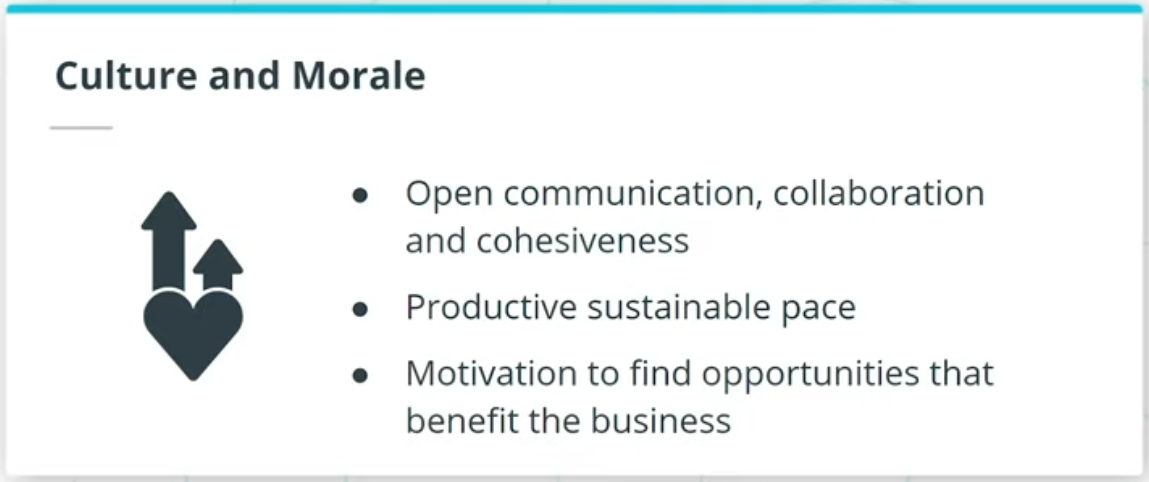 Culture and Morale
● Open communication, collaboration
and cohesiveness
● Productive sustainable pace
● Motivation to find opportunities that
benefit the business